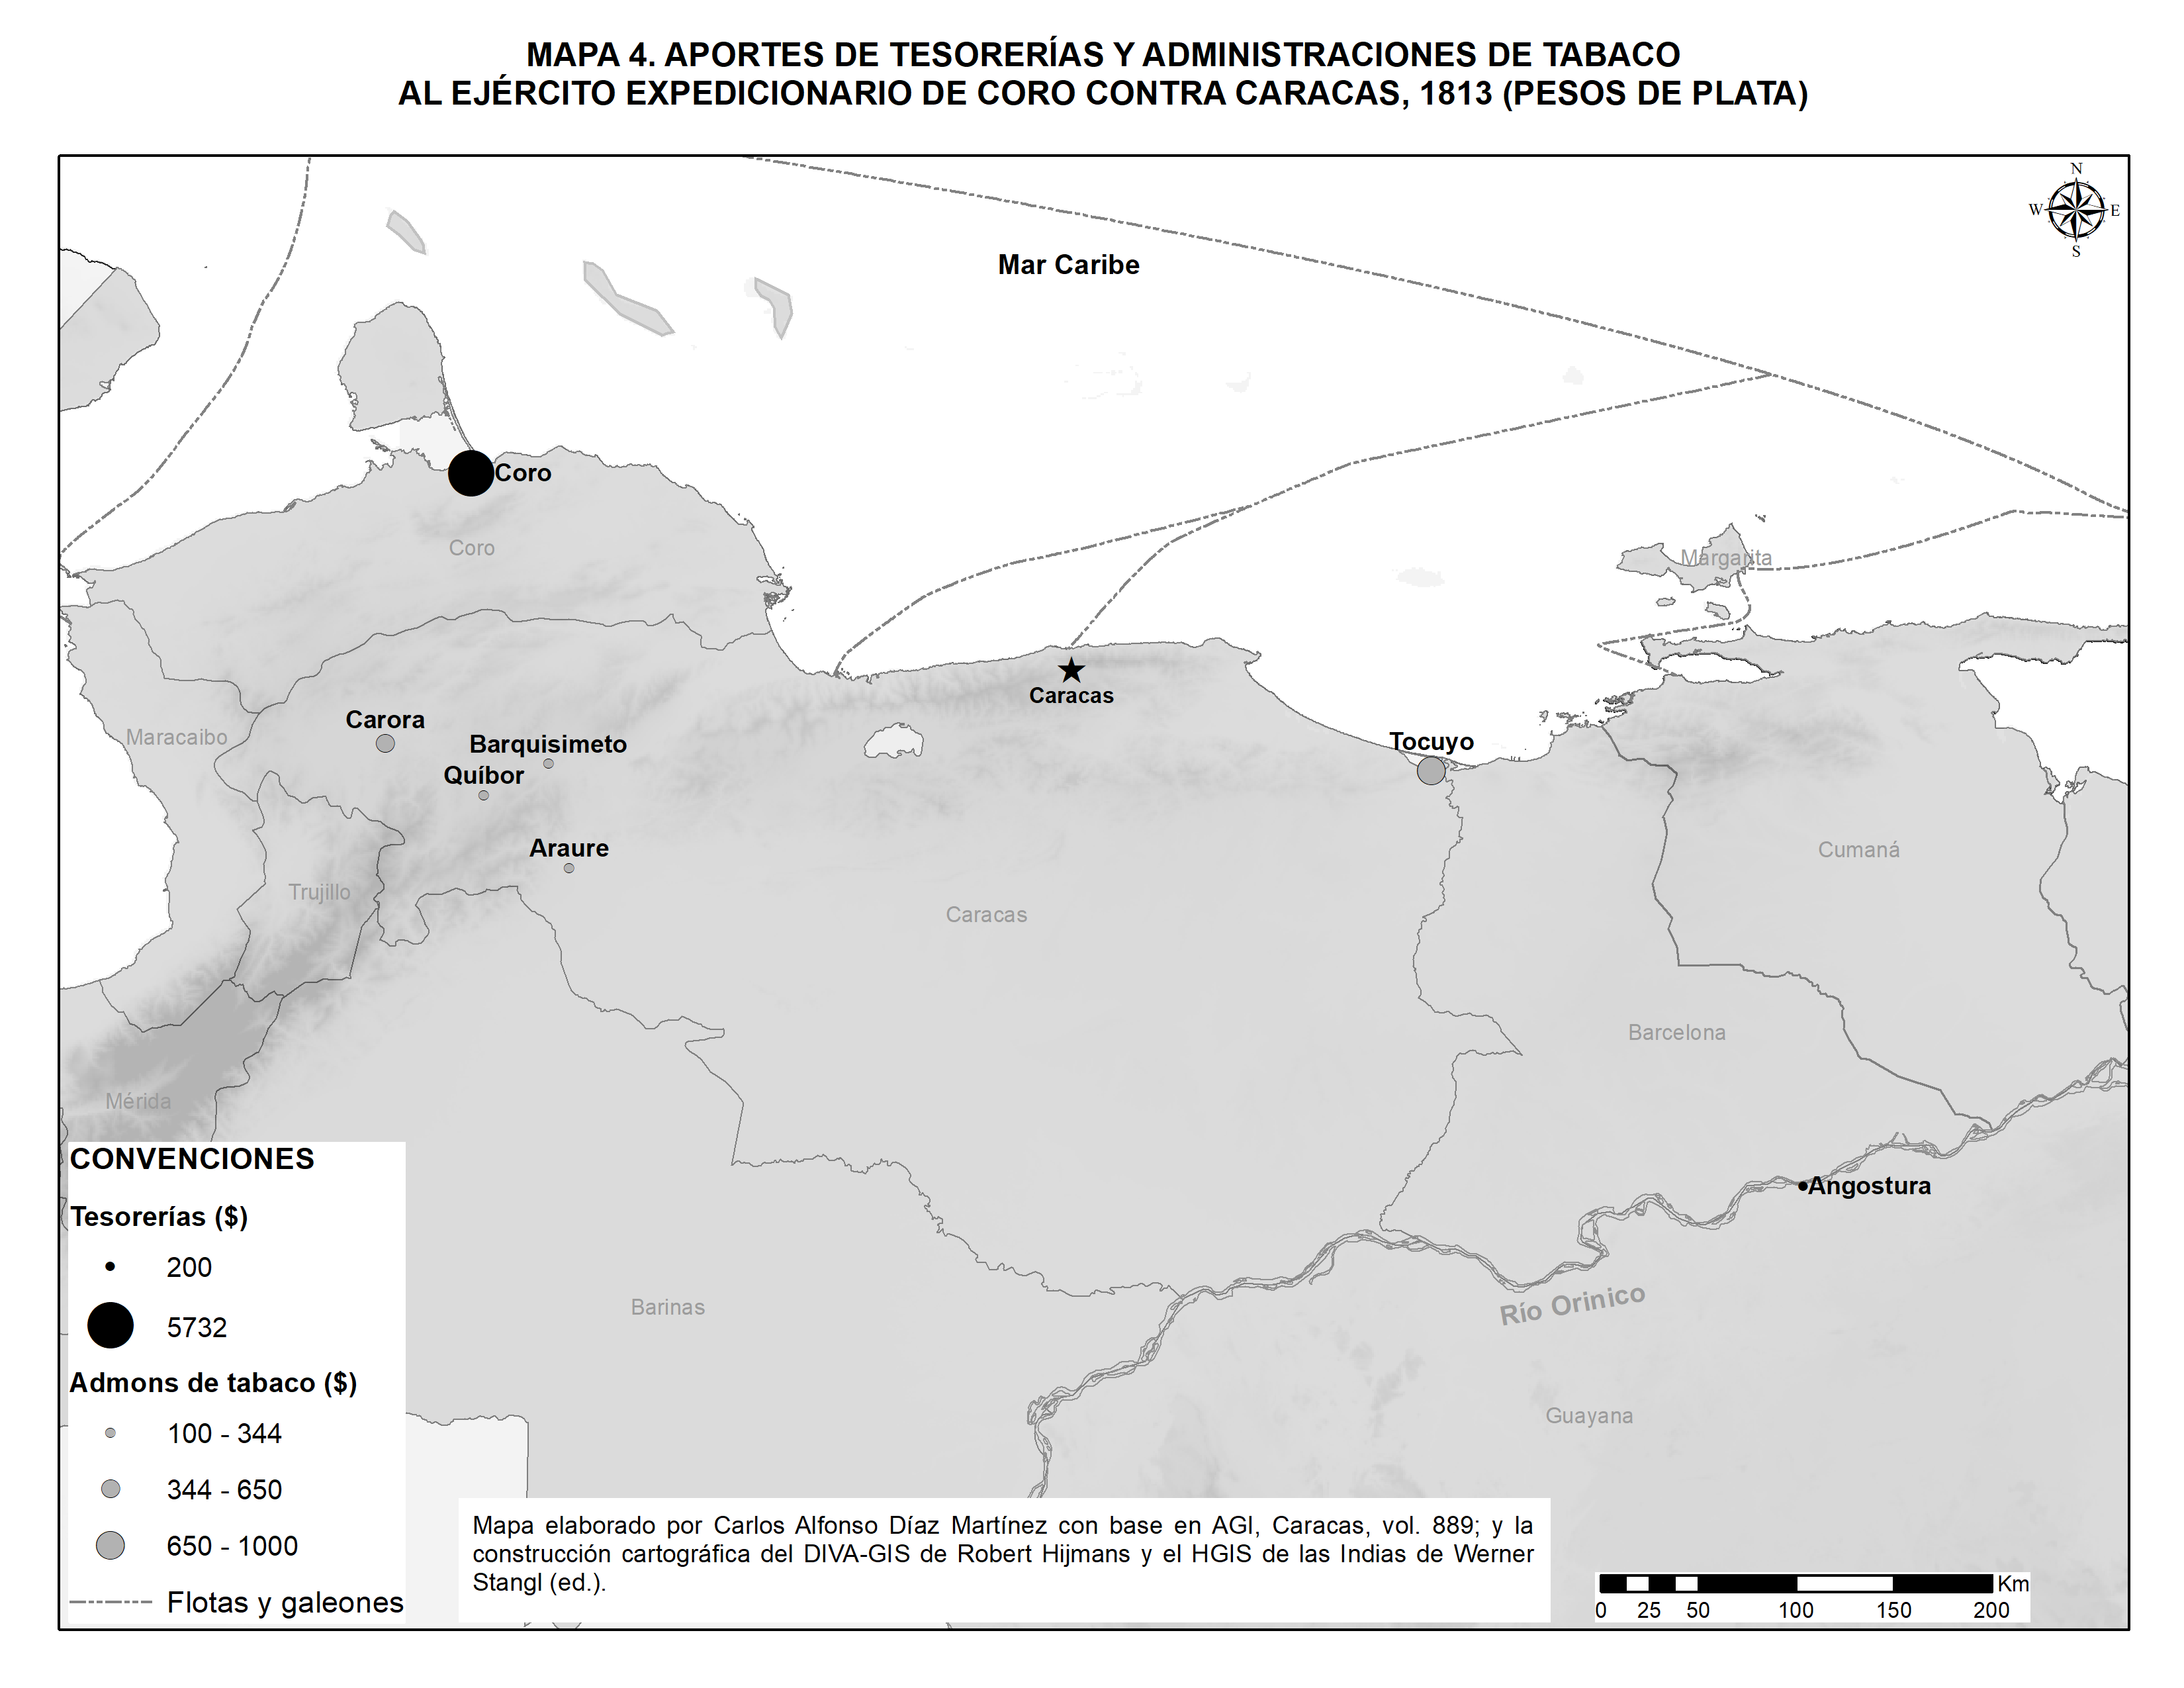 MAPA 4. APORTES DE TESORERÍAS Y ADMINISTRACIONES DE TABACO
AL EJÉRCITO EXPEDICIONARIO DE CORO CONTRA CARACAS, 1813 (PESOS DE PLATA)
N
W E
S
Mar Caribe
Coro
Coro
Margarita
Caracas
Carora
Maracaibo
Barquisimeto
Tocuyo
Quíbor
Araure
Cumaná
Trujillo
Caracas
Barcelona
Mérida
Angostura
Barinas
Río Orinico
Guayana
CONVENCIONES
Tesorerías ($)
200
5732
Admons de tabaco ($)
100 - 344
344 - 650
650 - 1000
Flotas y galeones
Mapa elaborado por Carlos Alfonso Díaz Martínez con base en AGI, Caracas, vol. 889; y la
construcción cartográfica del DIVA-GIS de Robert Hijmans y el HGIS de las Indias de Werner
Stangl (ed.).
Km
0 25 50 100 150 200